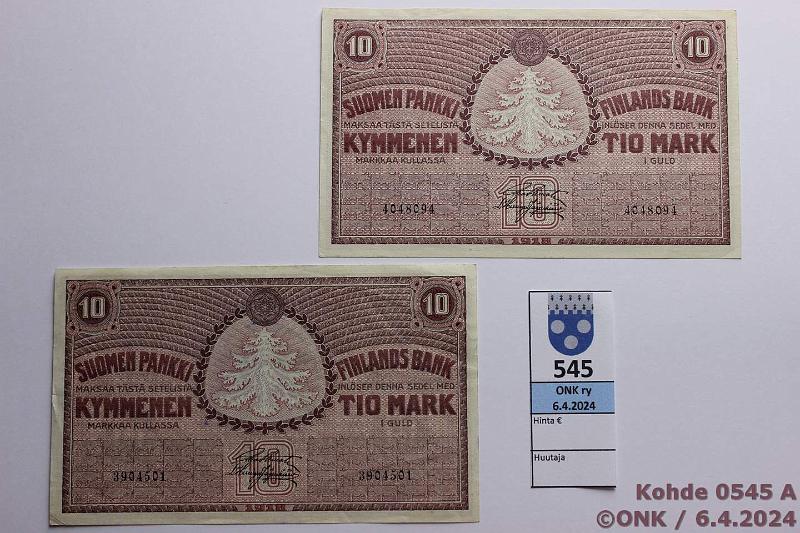 10 10
SUOMEN PANKKI FINLANDS BANK
MAKSAA TÄSTÄ SETELISTÄ INLÖSER DENNA SEDEL MED
KYMMENEN TIO MARK
MARKKAA KULLASSA I GULD
10
4048094 4048094
1918
10 10
SUOMEN PANKKI FINLANDS BANK
MAKSAA TÄSTÄ SETELISTÄ INLÖSER DENNA SEDEL MED
KYMMENEN TIO MARK
MARKKAA KULLASSA I GULD
10
3904501 3904501
1918
545
ONK ry
6.4.2024
Hinta €
Huutaja
Kohde 0545 A
©ONK / 6.4.2024